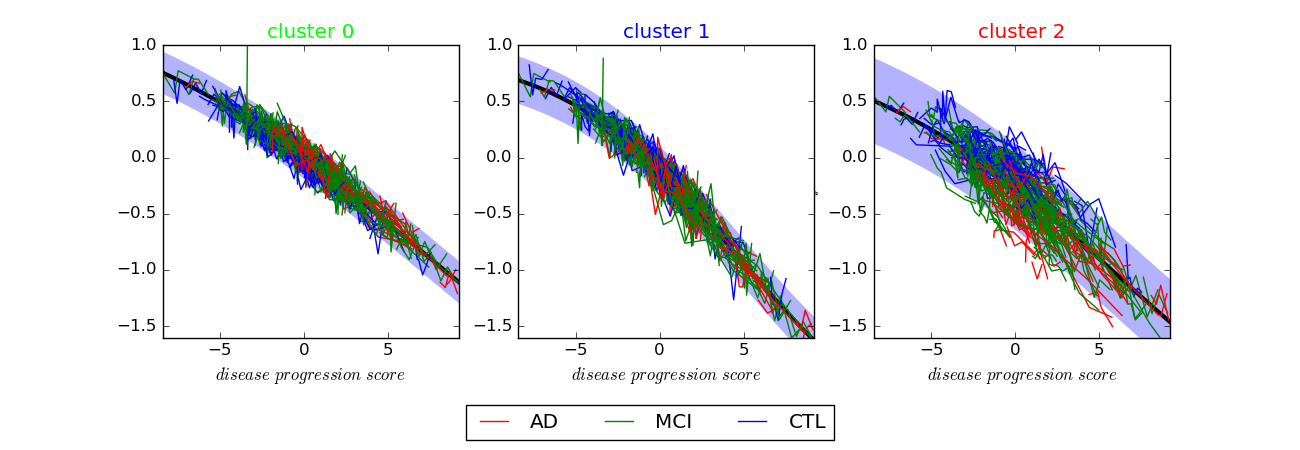 cluster 0 cluster 1 cluster 2
1.0 1.0 1.0
0.5 0.5 0.5
0.0 0.0 0.0
−0.5 −0.5 −0.5
−1.0 −1.0 −1.0
−1.5 −1.5 −1.5
−5 0 5 −5 0 5 −5 0 5
disease progression score disease progression score disease progression score
AD MCI CTL